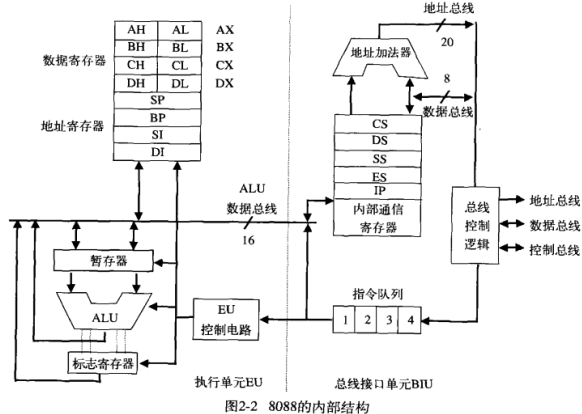 地址总线
20
AH AL AX
BH BL BX
CH CL CX
DH DL DX
数据寄存器
地址加法器
8
数据总线
SP
BP
SI
DI
地址寄存器
CS
DS
SS
ES
IP
内部通信
寄存器
ALU
数据总线
16
总线
控制
逻辑
地址总线
数据总线
控制总线
暂存器
ALU
标志寄存器
EU
控制电路
指令队列
1 2 3 4
执行单元EU
总线接口单元BIU
图2-2 8088的内部结构